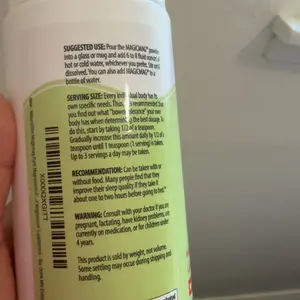 SUGGESTED USE: Pour the MAGICMAG™ powder
into a glass or mug and add 6 to 8 fluid
hot or cold water, whichever you prefer. Stir
dissolved. You can also add MAGICMAG™ to a
bottle of water.
SERVING SIZE: Every individual body has its
own specific needs. Thus, it is recommended that
you find out what "bowel tolerance" your own
body has when determining the best dosage. To
do this, start by taking 1/2 of a teaspoon.
Gradually increase this amount daily by 1/2 of a
teaspoon until 1 teaspoon (1 serving) is taken.
Up to 3 servings a day may be taken.
RECOMMENDATION: Can be taken with or
without food. Many people find that they
improve their sleep quality if they take it
about one to two hours before bedtime.
WARNING: Consult with your doctor if you are
pregnant, lactating, have kidney problems, are
currently on medication, or for children under
4 years.
This product is sold by weight, not volume.
Some settling may occur during shipping and
handling.